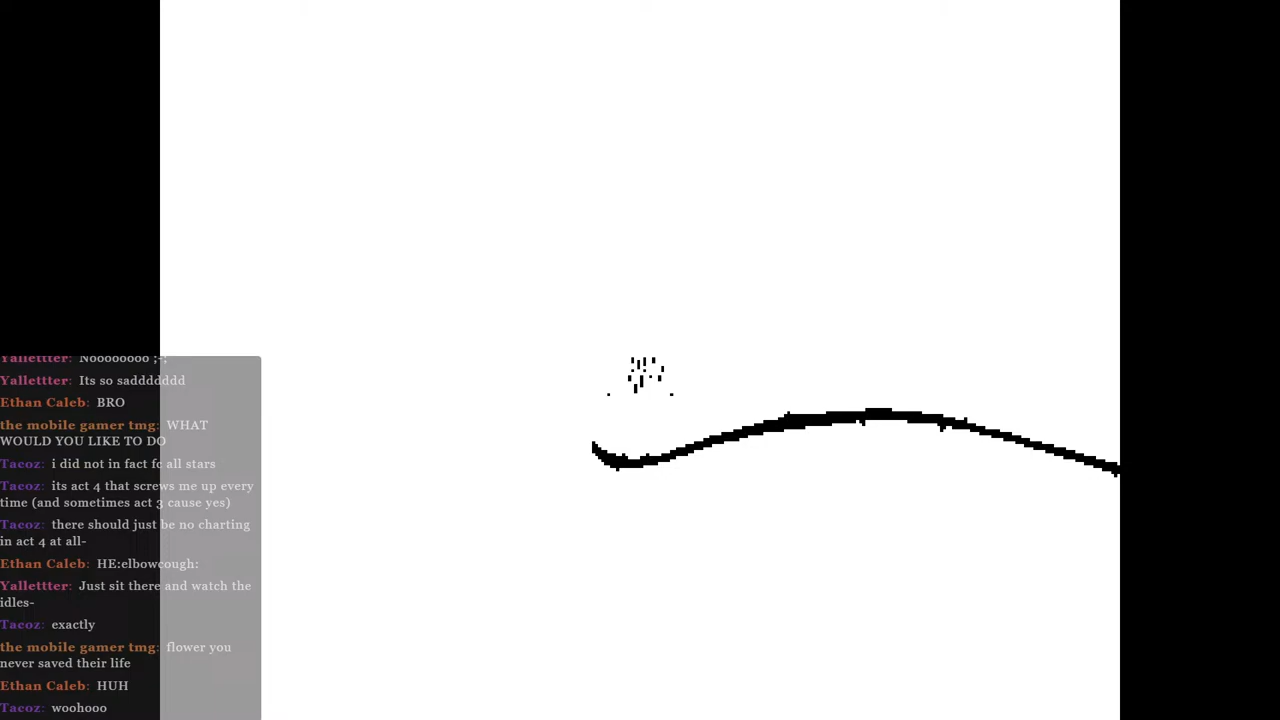 Yallettter: Noooooooo ;-;
Yallettter: Its so saddddddd
Ethan Caleb: BRO
the mobile gamer tmg: WHAT
WOULD YOU LIKE TO DO
Tacoz: i did not in fact fc all stars
Tacoz: its act 4 that screws me up every
time (and sometimes act 3 cause yes)
Tacoz: there should just be no charting
in act 4 at all-
Ethan Caleb: HE:elbowcough:
Yallettter: Just sit there and watch the
idles-
Tacoz: exactly
the mobile gamer tmg: flower you
never saved their life
Ethan Caleb: HUH
Tacoz: woohooo